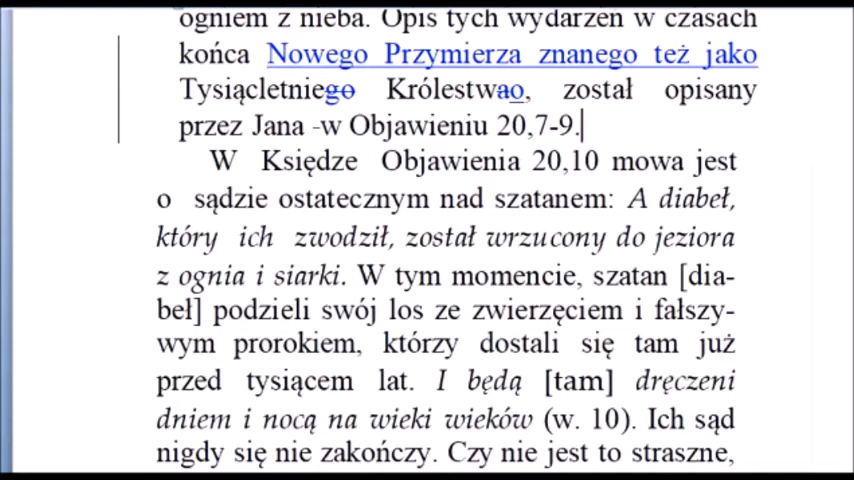 ogniem z nieba. Opis tych wydarzeń w czasach
końca Nowego Przymierza znanego też jako
Tysiącletniego Królestwao, został opisany
przez Jana -w Objawieniu 20,7-9.
W Księdze Objawienia 20,10 mowa jest
o sądzie ostatecznym nad szatanem: A diabeł,
który ich zwodził, został wrzucony do jeziora
z ognia i siarki. W tym momencie, szatan [dia-
beł] podzieli swój los ze zwierzęciem i fałszy-
wym prorokiem, którzy dostali się tam już
przed tysiącem lat. I będą [tam] dręczeni
dniem i nocą na wieki wieków (w. 10). Ich sąd
nigdy się nie zakończy. Czy nie jest to straszne,